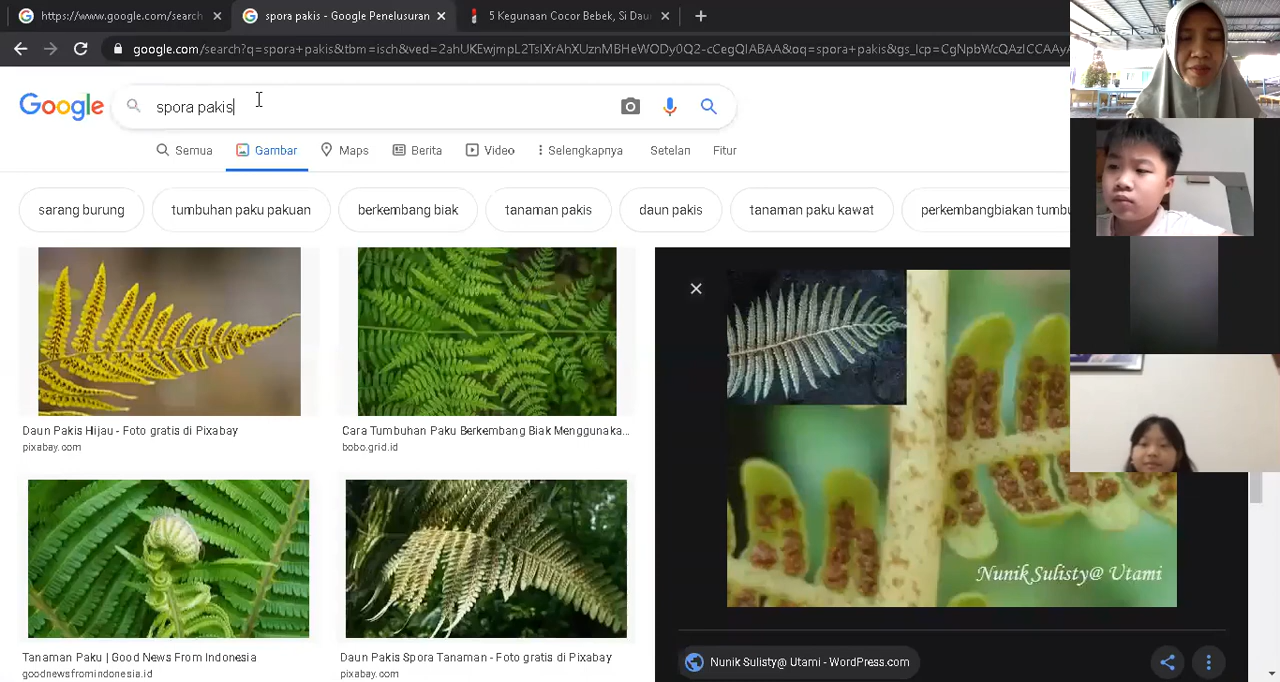 https://www.google.com/search
spora pakis - Google Penelusuran
5 Kegunaan Cocor Bebek, Si Dau
google.com/search?q=spora+pakis&tbm=isch&ved=2ahUKEwjmpL2TsIXrAhXUznMBHeWODy0Q2-cCegQIABAA&oq=spora+pakis&gs_lcp=CgNpbWcQAzICCAAy
Google
spora pakis
Semua
Gambar
Maps
Berita
Video
Selengkapnya
Setelan
Fitur
sarang burung
tumbuhan paku pakuan
berkembang biak
tanaman pakis
daun pakis
tanaman paku kawat
perkembangbiakan tumbu
Daun Pakis Hijau - Foto gratis di Pixabay
pixabay.com
Cara Tumbuhan Paku Berkembang Biak Menggunaka...
bobo.grid.id
Tanaman Paku | Good News From Indonesia
goodnewsfromindonesia.id
Daun Pakis Spora Tanaman - Foto gratis di Pixabay
pixabay.com
Nunik Sulisty@ Utami
Nunik Sulisty@ Utami - WordPress.com